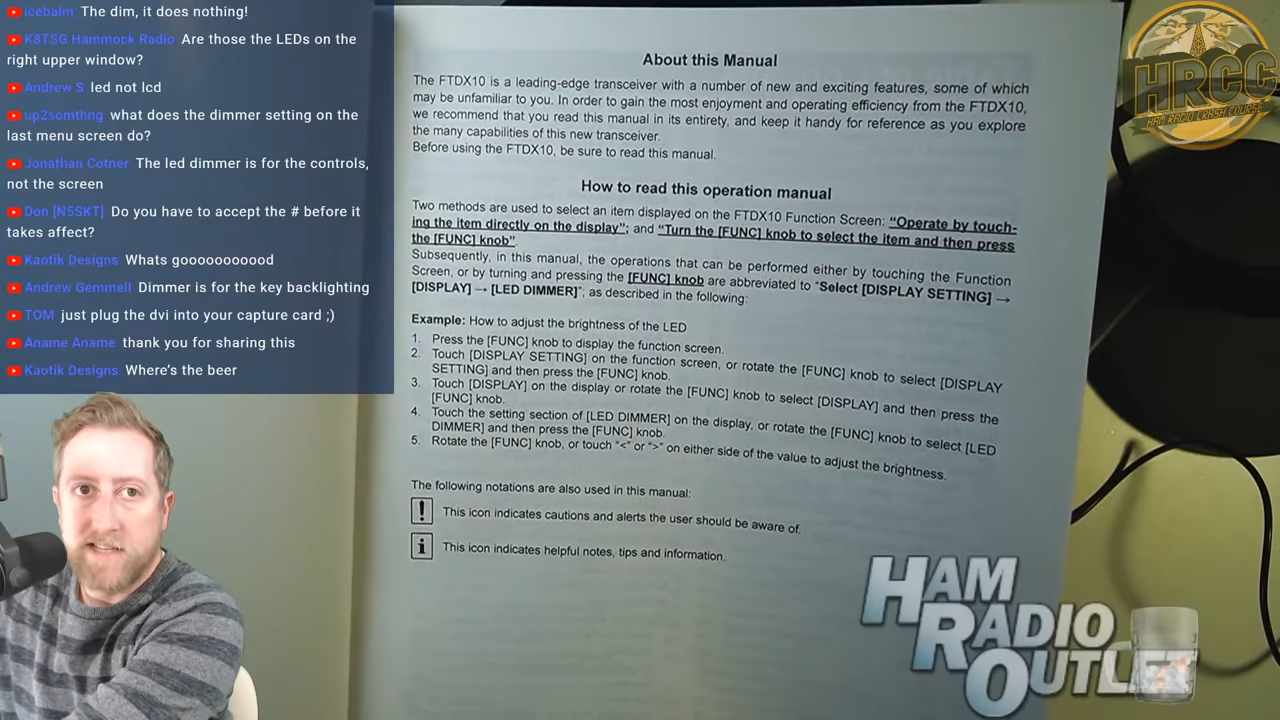 icebalm The dim, it does nothing!
K8TSG Hammock Radio Are those the LEDs on the
right upper window?
Andrew S led not lcd
up2somthng what does the dimmer setting on the
last menu screen do?
Jonathan Cotner The led dimmer is for the controls,
not the screen
Don [N5SKT] Do you have to accept the # before it
takes affect?
Kaotik Designs Whats gooooooooood
Andrew Gemmell Dimmer is for the key backlighting
TOM just plug the dvi into your capture card ;)
Aname Aname thank you for sharing this
Kaotik Designs Where's the beer
About this Manual
The FTDX10 is a leading-edge transceiver with a number of new and exciting features, some of which
may be unfamiliar to you. In order to gain the most enjoyment and operating efficiency from the FTDX10,
we recommend that you read this manual in its entirety, and keep it handy for reference as you explore
the many capabilities of this new transceiver.
Before using the FTDX10, be sure to read this manual.
How to read this operation manual
Two methods are used to select an item displayed on the FTDX10 Function Screen: "Operate by touch-
ing the item directly on the display"; and "Turn the [FUNC] knob to select the item and then press
the [FUNC] knob".
Subsequently, in this manual, the operations that can be performed either by touching the Function
Screen, or by turning and pressing the [FUNC] knob are abbreviated to "Select [DISPLAY SETTING] →
[DISPLAY] → [LED DIMMER]"; as described in the following:
Example: How to adjust the brightness of the LED
1. Press the [FUNC] knob to display the function screen.
2. Touch [DISPLAY SETTING] on the function screen, or rotate the [FUNC] knob to select [DISPLAY
SETTING] and then press the [FUNC] knob.
3. Touch [DISPLAY] on the display or rotate the [FUNC] knob to select [DISPLAY] and then press the
[FUNC] knob.
4. Touch the setting section of [LED DIMMER] on the display, or rotate the [FUNC] knob to select [LED
DIMMER] and then press the [FUNC] knob.
5. Rotate the [FUNC] knob, or touch "<" or ">" on either side of the value to adjust the brightness.
The following notations are also used in this manual:
! This icon indicates cautions and alerts the user should be aware of.
i This icon indicates helpful notes, tips and information.
HRCC
HAM RADIO CRASH COURSE
HAM
RADIO
OUTLET